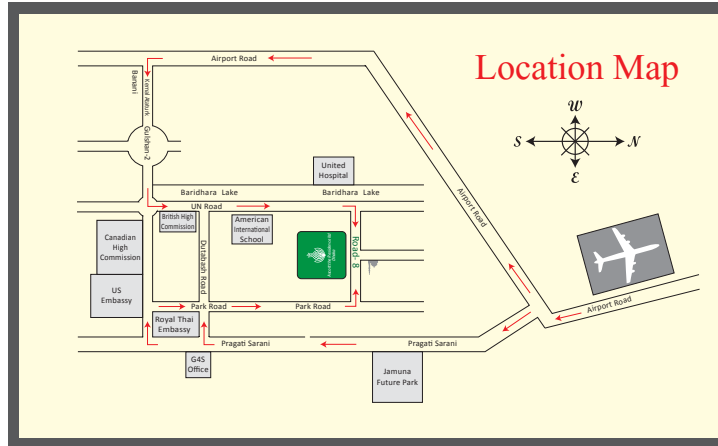 Location Map
W
S
N
E
Airport Road
Banani
Kemal Ataturk
Gulshan-2
United
Hospital
Baridhara Lake
Baridhara Lake
UN Road
British High
Commission
American
International
School
Canadian
High
Commission
Dutabash Road
Road- 8
Airport Road
US
Embassy
Park Road
Park Road
Airport Road
Royal Thai
Embassy
Pragati Sarani
Pragati Sarani
G4S
Office
Jamuna
Future Park